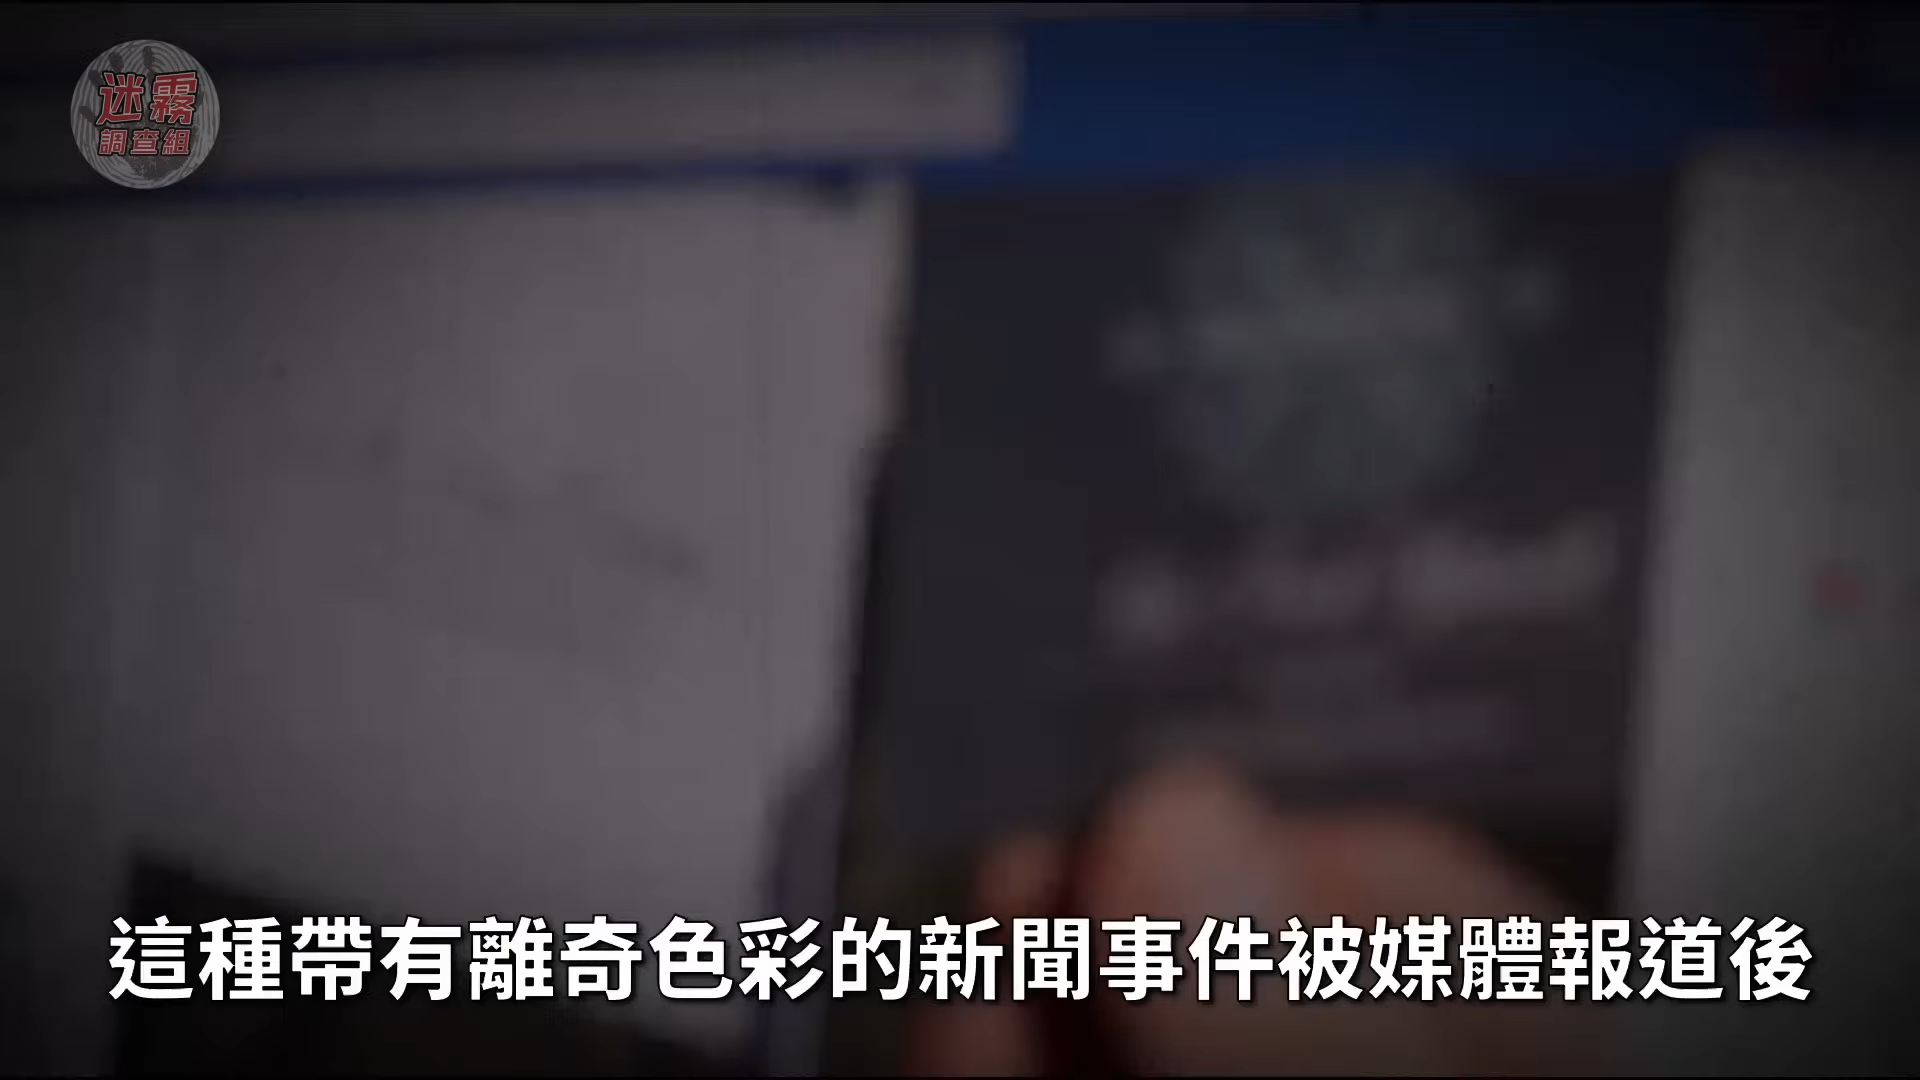 迷霧
調查組
這種帶有離奇色彩的新聞事件被媒體報道後